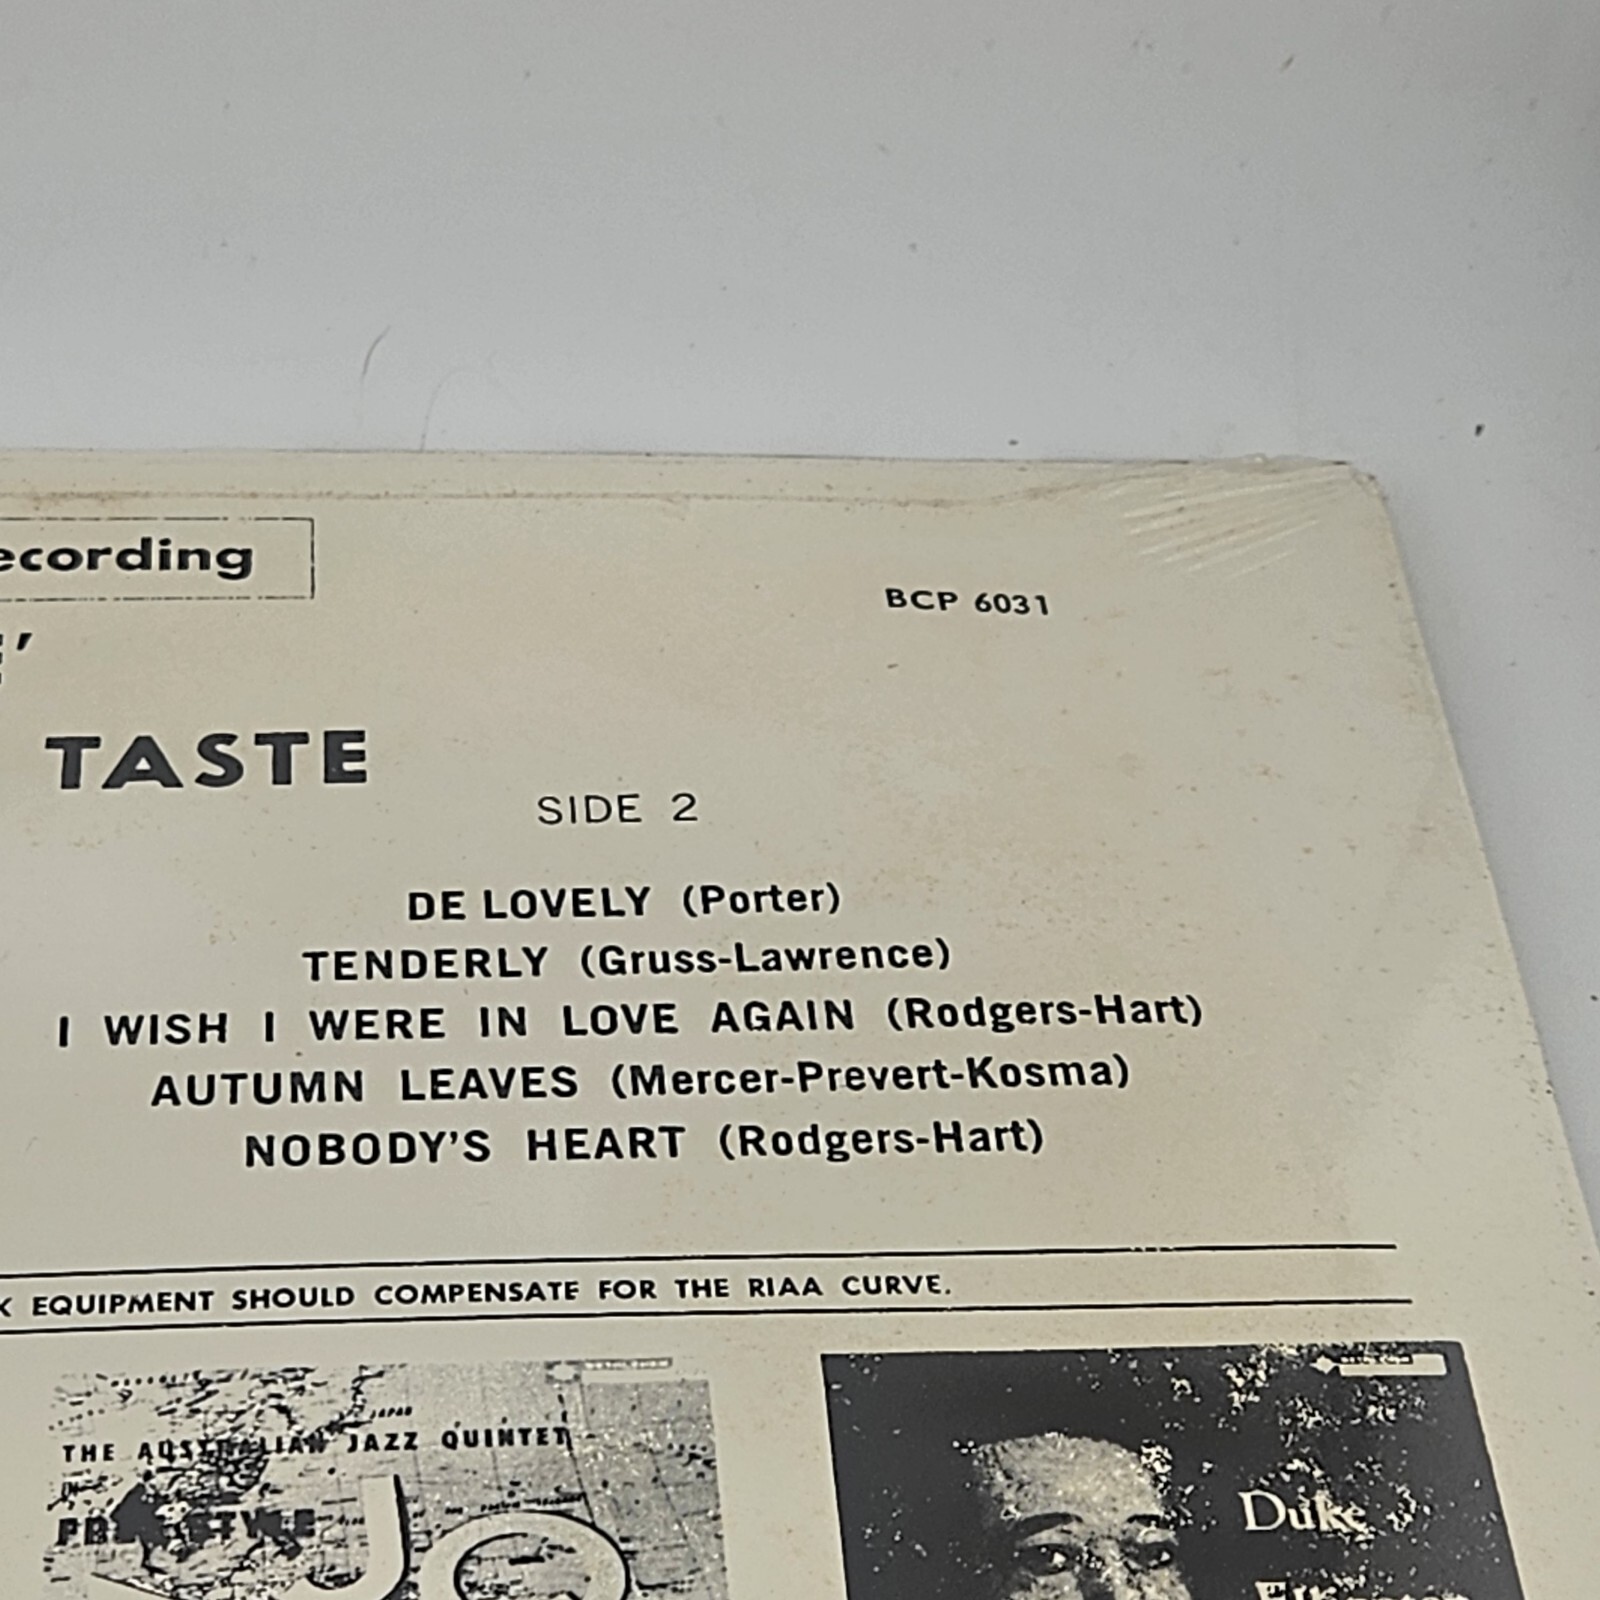 ecording
BCP 6031
TASTE
SIDE 2
DE LOVELY (Porter)
TENDERLY (Gruss-Lawrence)
I WISH I WERE IN LOVE AGAIN (Rodgers-Hart)
AUTUMN LEAVES (Mercer-Prevert-Kosma)
NOBODY'S HEART (Rodgers-Hart)
K EQUIPMENT SHOULD COMPENSATE FOR THE RIAA CURVE.
JAPAN
THE AUSTRALIAN JAZZ QUINTET
Duke